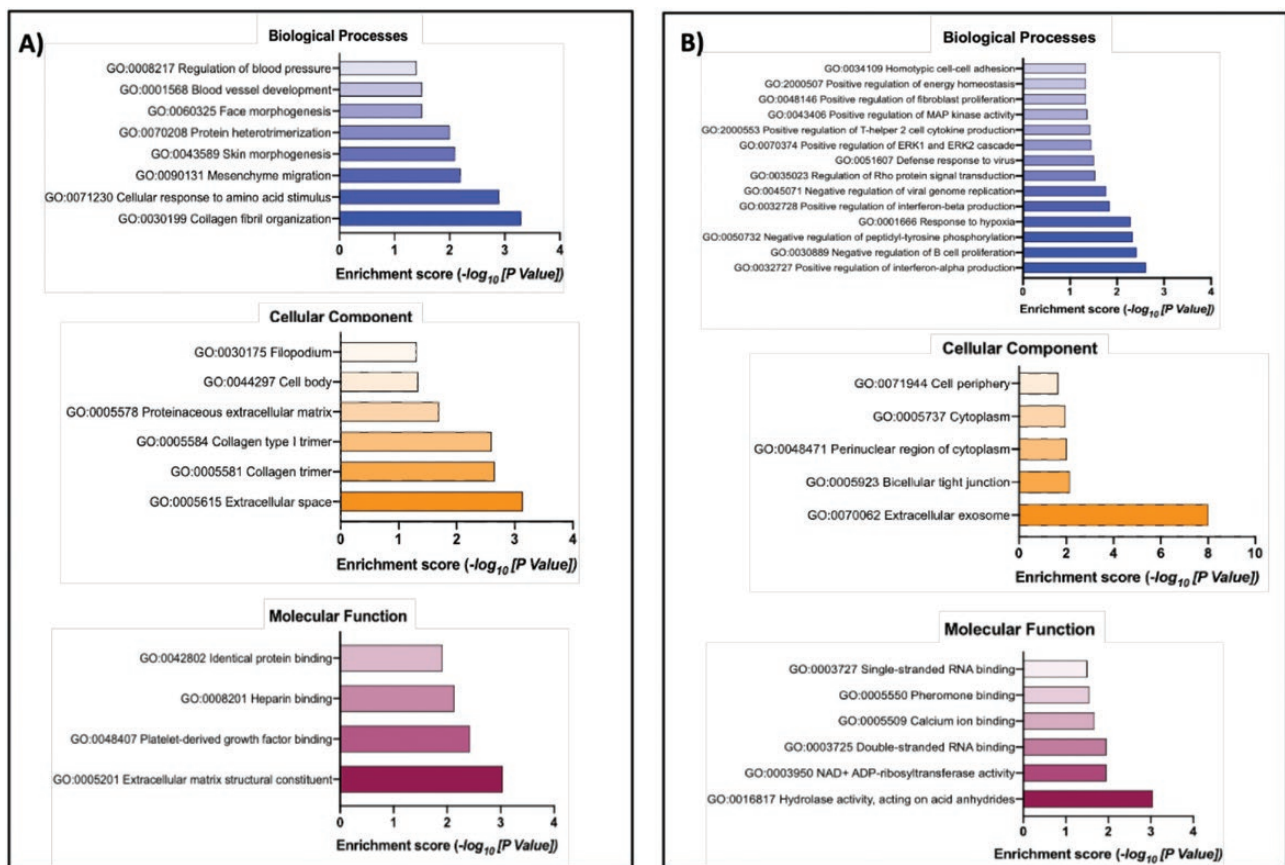 A)
Biological Processes
GO:0008217 Regulation of blood pressure
GO:0001568 Blood vessel development
GO:0060325 Face morphogenesis
GO:0070208 Protein heterotrimerization
GO:0043589 Skin morphogenesis
GO:0090131 Mesenchyme migration
GO:0071230 Cellular response to amino acid stimulus
GO:0030199 Collagen fibril organization
0 1 2 3 4
Enrichment score (-log10 [P Value])
Cellular Component
GO:0030175 Filopodium
GO:0044297 Cell body
GO:0005578 Proteinaceous extracellular matrix
GO:0005584 Collagen type I trimer
GO:0005581 Collagen trimer
GO:0005615 Extracellular space
0 1 2 3 4
Enrichment score (-log10 [P Value])
Molecular Function
GO:0042802 Identical protein binding
GO:0008201 Heparin binding
GO:0048407 Platelet-derived growth factor binding
GO:0005201 Extracellular matrix structural constituent
0 1 2 3 4
Enrichment score (-log10 [P Value])
B)
Biological Processes
GO:0034109 Homotypic cell-cell adhesion
GO:2000507 Positive regulation of energy homeostasis
GO:0048146 Positive regulation of fibroblast proliferation
GO:0043406 Positive regulation of MAP kinase activity
GO:2000553 Positive regulation of T-helper 2 cell cytokine production
GO:0070374 Positive regulation of ERK1 and ERK2 cascade
GO:0051607 Defense response to virus
GO:0035023 Regulation of Rho protein signal transduction
GO:0045071 Negative regulation of viral genome replication
GO:0032728 Positive regulation of interferon-beta production
GO:0001666 Response to hypoxia
GO:0050732 Negative regulation of peptidyl-tyrosine phosphorylation
GO:0030889 Negative regulation of B cell proliferation
GO:0032727 Positive regulation of interferon-alpha production
0 1 2 3 4
Enrichment score (-log10 [P Value])
Cellular Component
GO:0071944 Cell periphery
GO:0005737 Cytoplasm
GO:0048471 Perinuclear region of cytoplasm
GO:0005923 Bicellular tight junction
GO:0070062 Extracellular exosome
0 2 4 6 8 10
Enrichment score (-log10 [P Value])
Molecular Function
GO:0003727 Single-stranded RNA binding
GO:0005550 Pheromone binding
GO:0005509 Calcium ion binding
GO:0003725 Double-stranded RNA binding
GO:0003950 NAD+ ADP-ribosyltransferase activity
GO:0016817 Hydrolase activity, acting on acid anhydrides
0 1 2 3 4
Enrichment score (-log10 [P Value])